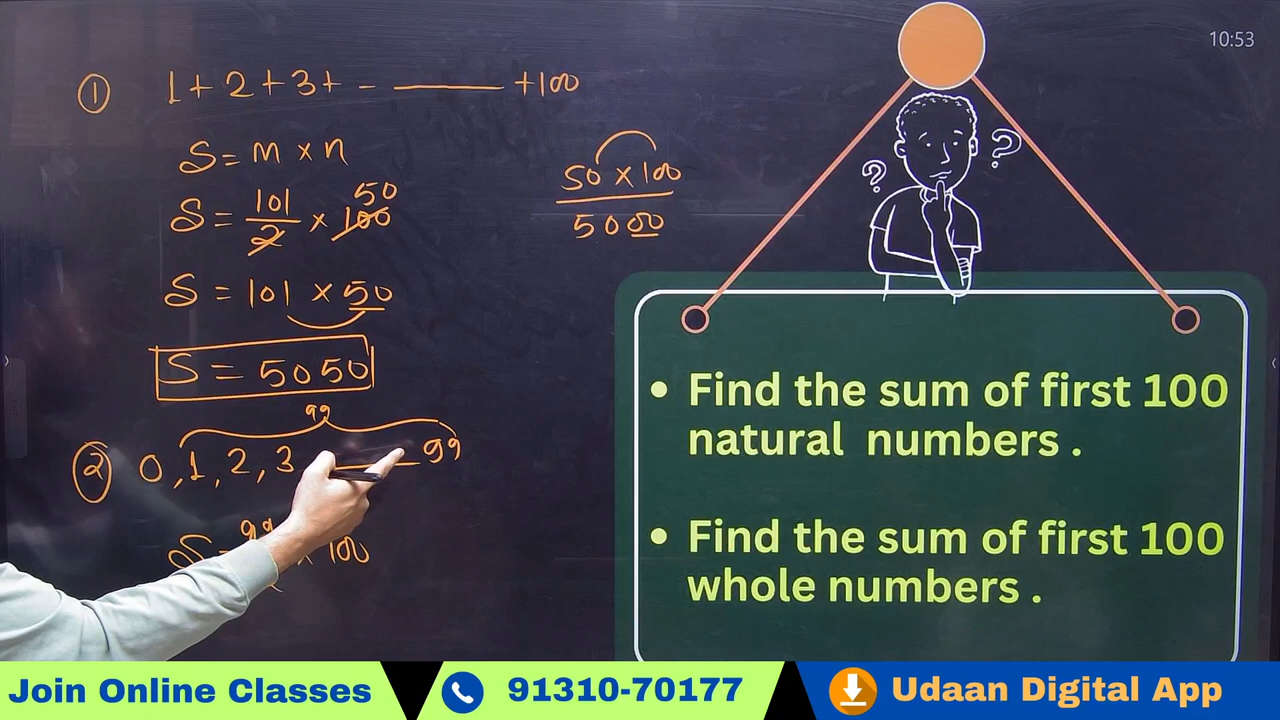 10:53
① 1+2+3+ - ——— +100
S = m × n
S = 101/2 × 100 50
50 × 100
5000
S = 101 × 50
S = 5050
99
② 0, 1, 2, 3 ——— 99
S = 99 × 100
• Find the sum of first 100
natural numbers .
• Find the sum of first 100
whole numbers .
Join Online Classes
91310-70177
Udaan Digital App